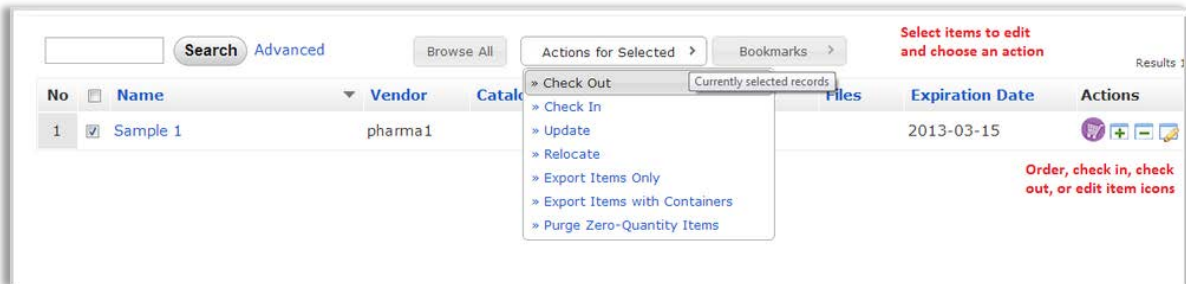 Search Advanced Browse All Actions for Selected > Bookmarks > Select items to edit
and choose an action
Results 1
» Check Out Currently selected records
No Name Vendor Catalo Files Expiration Date Actions
» Check In
1 Sample 1 pharma1 2013-03-15
» Update
» Relocate
» Export Items Only
Order, check in, check
out, or edit item icons
» Export Items with Containers
» Purge Zero-Quantity Items